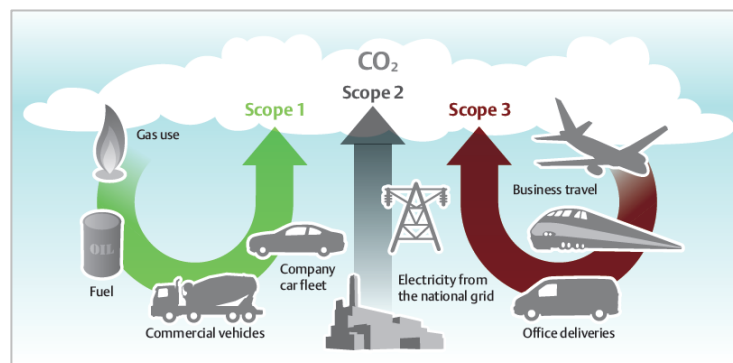 CO₂
Scope 1
Scope 2
Scope 3
Gas use
Business travel
OIL
Fuel
Company
car fleet
Electricity from
the national grid
Commercial vehicles
Office deliveries